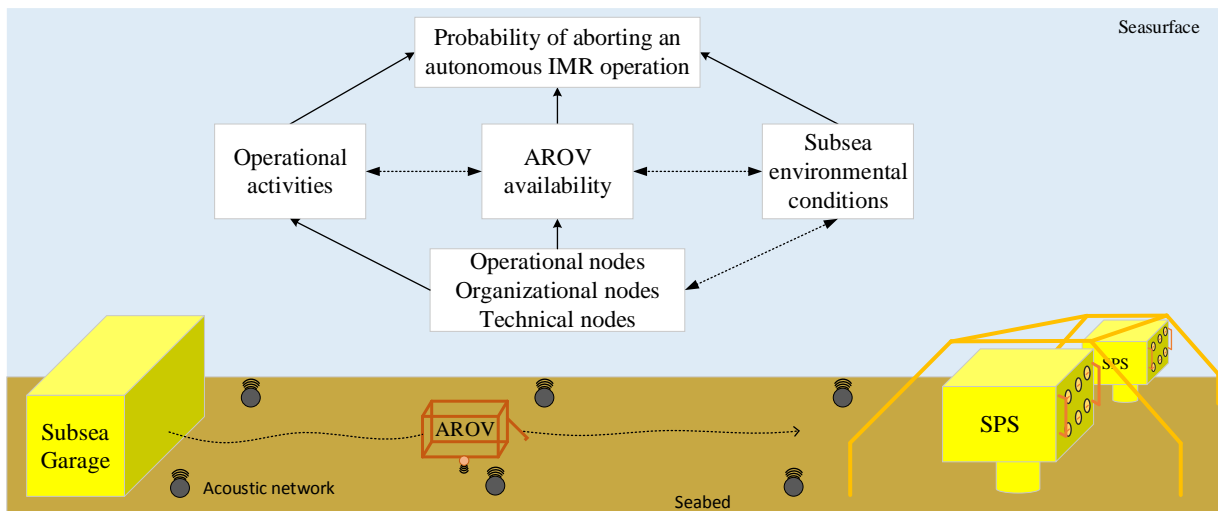 Seasurface
Probability of aborting an
autonomous IMR operation
Operational
activities
AROV
availability
Subsea
environmental
conditions
Operational nodes
Organizational nodes
Technical nodes
SPS
SPS
Subsea
Garage
AROV
Acoustic network
Seabed